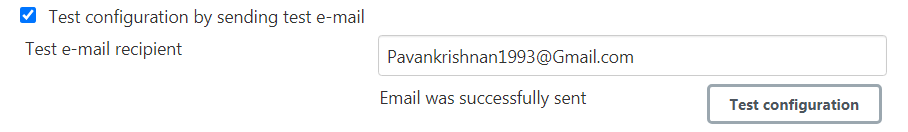 Test configuration by sending test e-mail
Test e-mail recipient
Pavankrishnan1993@Gmail.com
Email was successfully sent
Test configuration